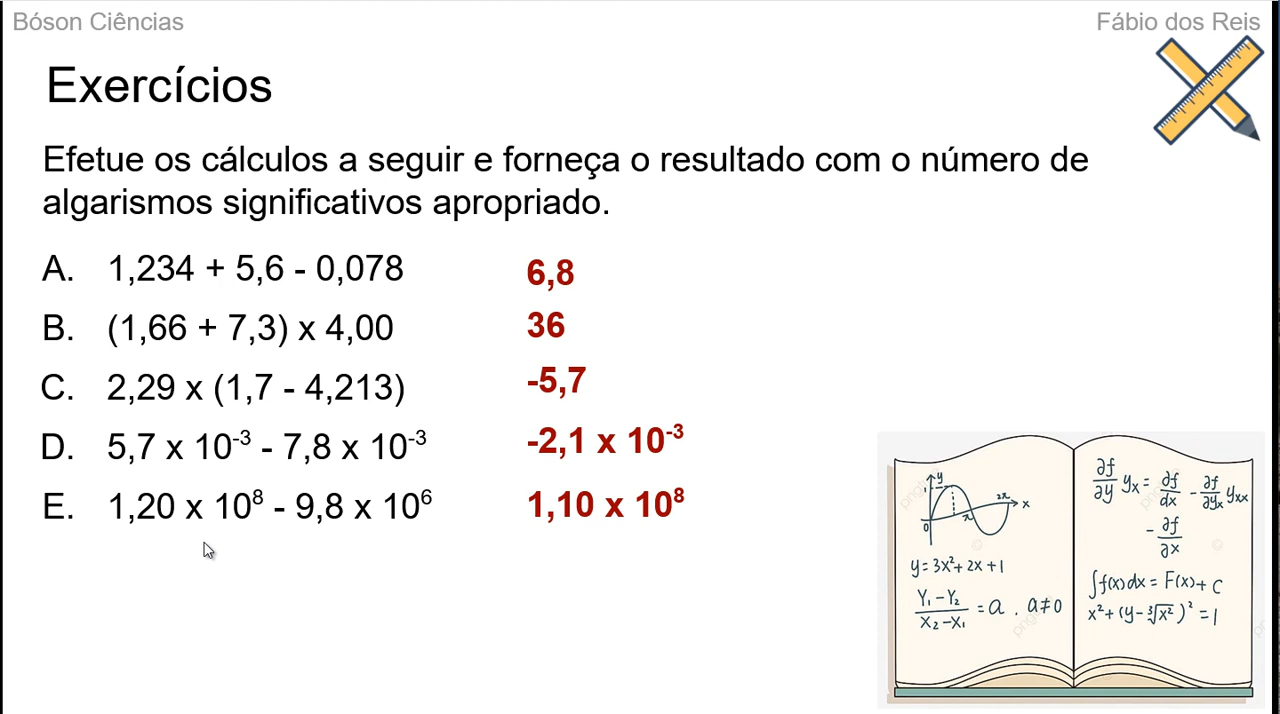 Bóson Ciências
Fábio dos Reis
Exercícios
Efetue os cálculos a seguir e forneça o resultado com o número de
algarismos significativos apropriado.
A. 1,234 + 5,6 - 0,078 6,8
B. (1,66 + 7,3) x 4,00 36
C. 2,29 x (1,7 - 4,213) -5,7
D. 5,7 x 10⁻³ - 7,8 x 10⁻³ -2,1 x 10⁻³
E. 1,20 x 10⁸ - 9,8 x 10⁶ 1,10 x 10⁸
y
1
2π
x
0
π
y=3x²+2x+1
Y₁-Y₂
X₂-X₁
=a . a≠0
∂f/∂y yx = ∂f/dx - ∂f/∂yx yxx
- ∂f/∂x
∫f(x)dx = F(x)+C
x²+(y-∛x²)²=1